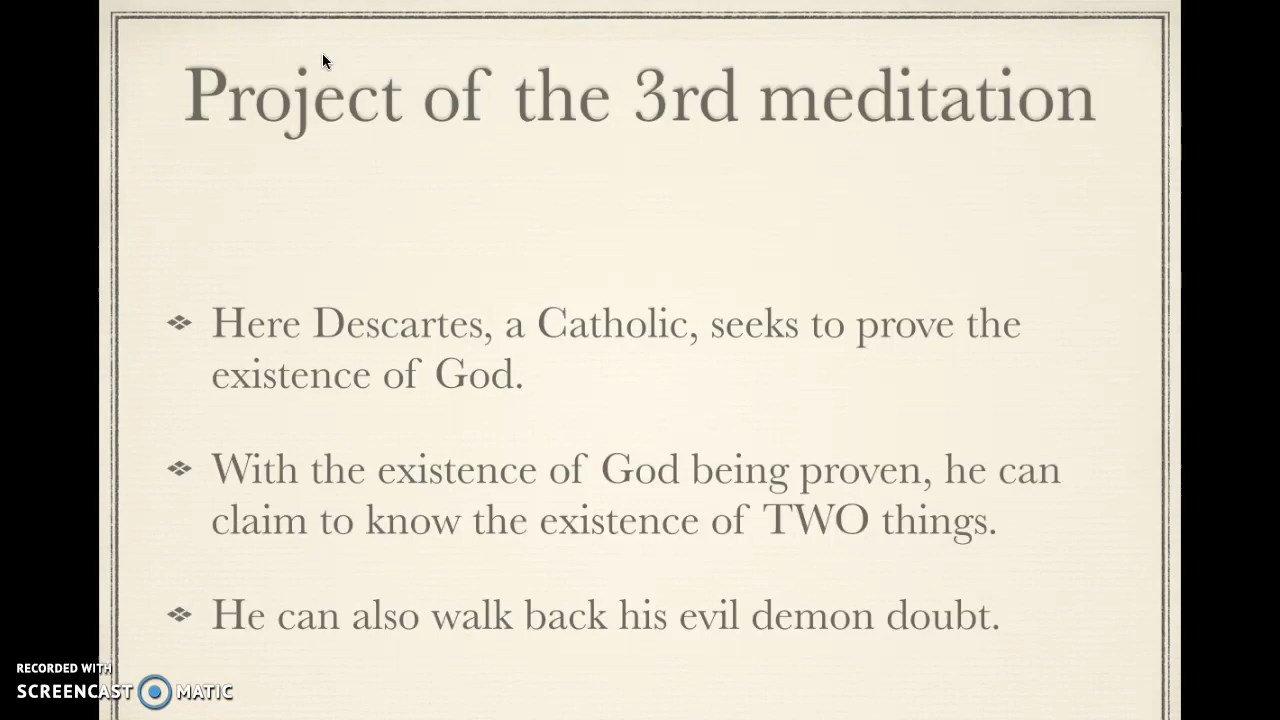 Project of the 3rd meditation
Here Descartes, a Catholic, seeks to prove the
existence of God.
With the existence of God being proven, he can
claim to know the existence of TWO things.
He can also walk back his evil demon doubt.
RECORDED WITH
SCREENCAST MATIC